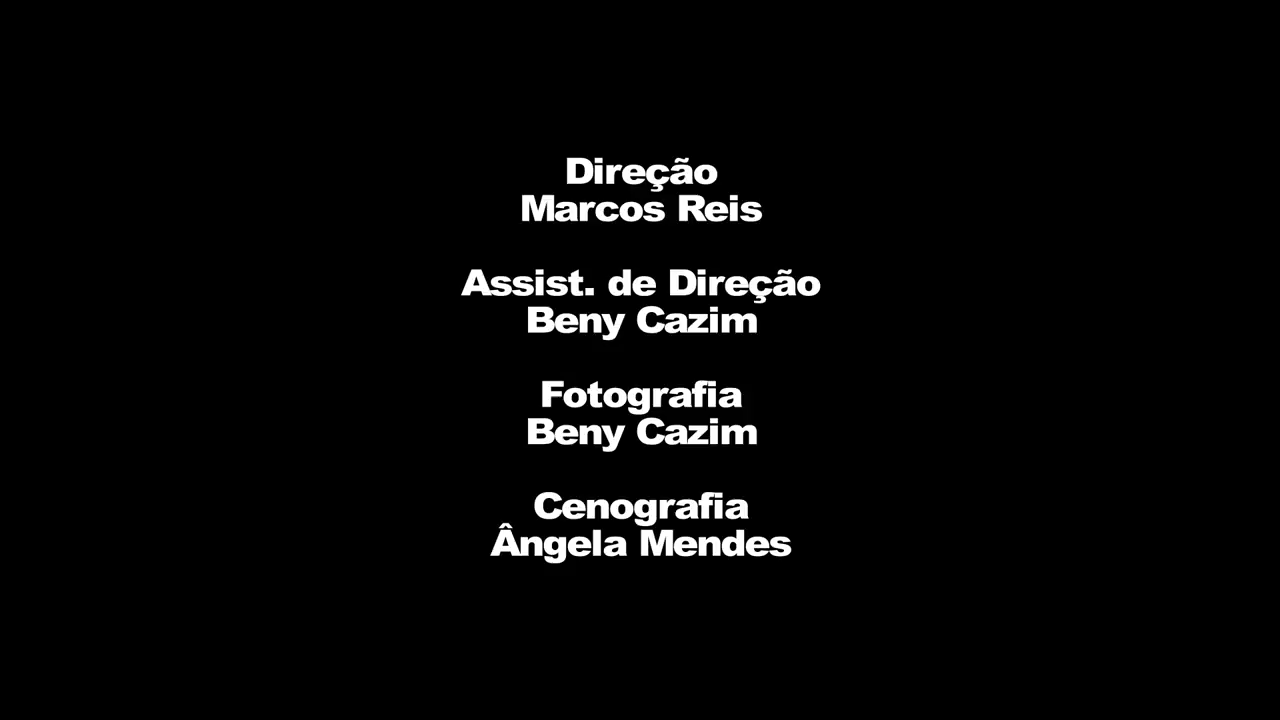 Direção
Marcos Reis
Assist. de Direção
Beny Cazim
Fotografia
Beny Cazim
Cenografia
Ângela Mendes